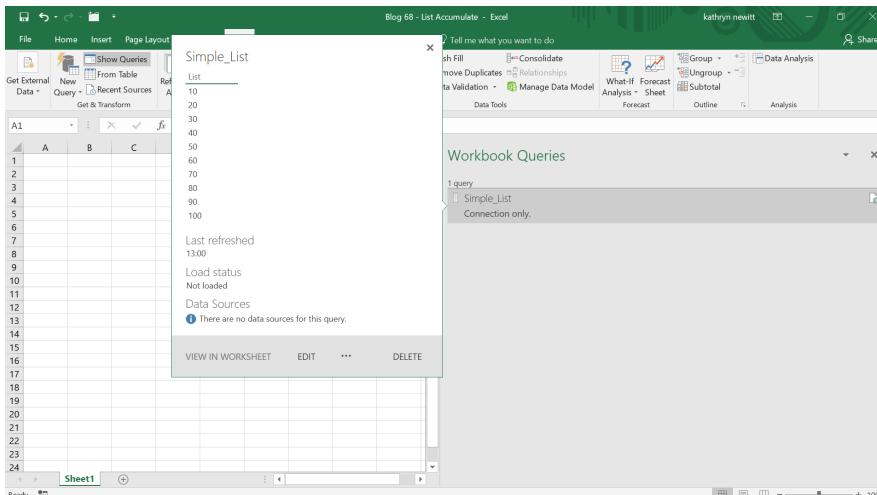 Blog 68 - List Accumulate - Excel
kathryn newitt
File Home Insert Page Layout
Tell me what you want to do
Share
Get External Data
New Query
Show Queries
From Table
Recent Sources
Get & Transform
Consolidate
Relationships
Manage Data Model
Data Tools
What-If Analysis
Forecast Sheet
Forecast
Group
Ungroup
Subtotal
Outline
Data Analysis
Analysis
A1
fx
A B C
1
2
3
4
5
6
7
8
9
10
11
12
13
14
15
16
17
18
19
20
21
22
23
24
Simple_List
List
10
20
30
40
50
60
70
80
90
100
Last refreshed
13:00
Load status
Not loaded
Data Sources
There are no data sources for this query.
VIEW IN WORKSHEET EDIT ... DELETE
Workbook Queries
1 query
Simple_List
Connection only.
Sheet1